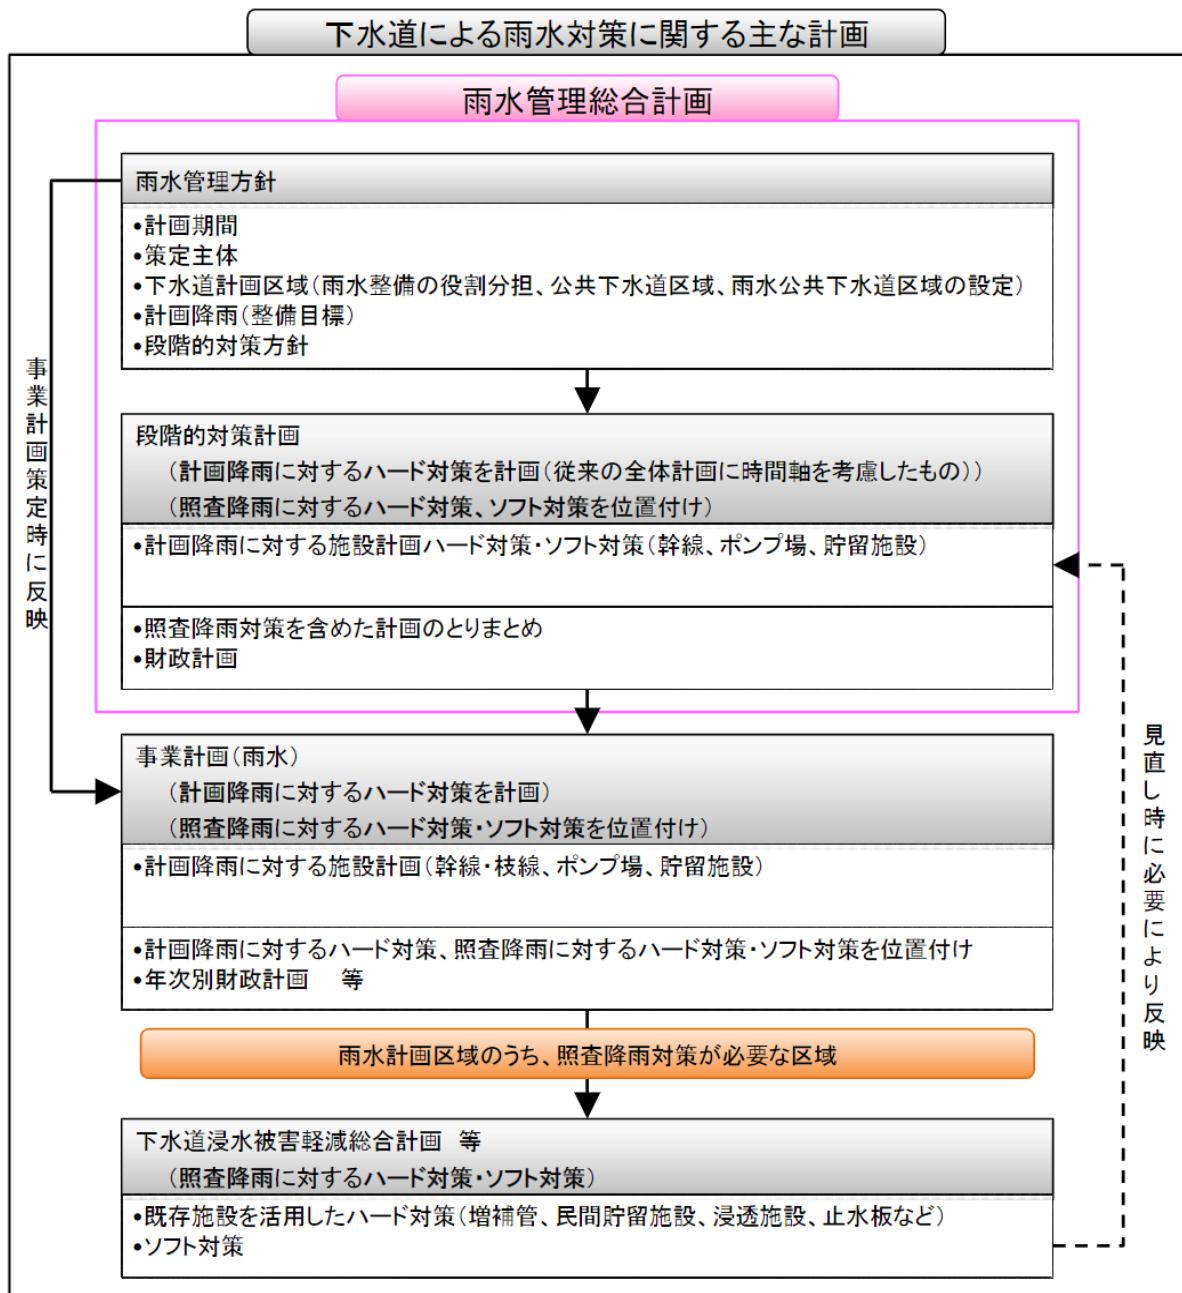 下水道による雨水対策に関する主な計画
雨水管理総合計画
雨水管理方針
•計画期間
•策定主体
•下水道計画区域(雨水整備の役割分担、公共下水道区域、雨水公共下水道区域の設定)
•計画降雨(整備目標)
•段階的対策方針
事業計画策定時に反映
段階的対策計画
(計画降雨に対するハード対策を計画(従来の全体計画に時間軸を考慮したもの))
(照査降雨に対するハード対策、ソフト対策を位置付け)
•計画降雨に対する施設計画ハード対策・ソフト対策(幹線、ポンプ場、貯留施設)
•照査降雨対策を含めた計画のとりまとめ
•財政計画
事業計画(雨水)
(計画降雨に対するハード対策を計画)
(照査降雨に対するハード対策・ソフト対策を位置付け)
•計画降雨に対する施設計画(幹線・枝線、ポンプ場、貯留施設)
•計画降雨に対するハード対策、照査降雨に対するハード対策・ソフト対策を位置付け
•年次別財政計画 等
見直し時に必要により反映
雨水計画区域のうち、照査降雨対策が必要な区域
下水道浸水被害軽減総合計画 等
(照査降雨に対するハード対策・ソフト対策)
•既存施設を活用したハード対策(増補管、民間貯留施設、浸透施設、止水板など)
•ソフト対策